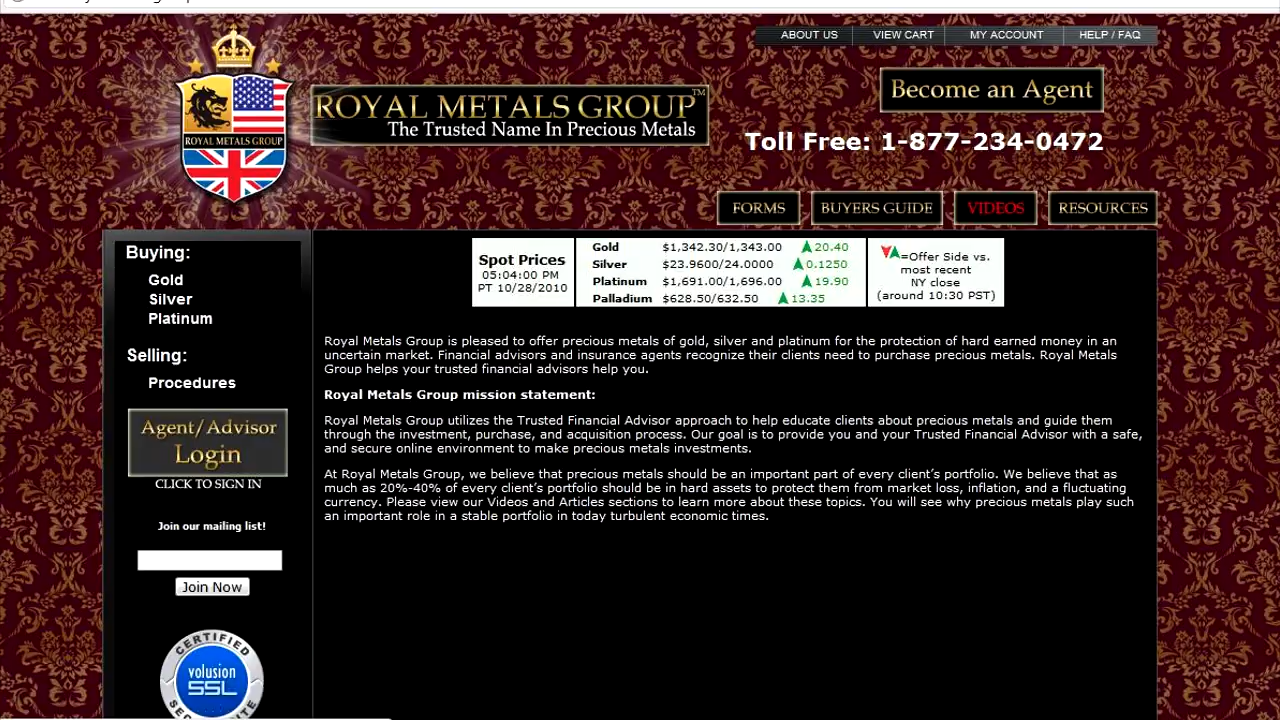 ABOUT US VIEW CART MY ACCOUNT HELP / FAQ
Become an Agent
ROYAL METALS GROUP™
The Trusted Name In Precious Metals
ROYAL METALS GROUP
Toll Free: 1-877-234-0472
FORMS BUYERS GUIDE VIDEOS RESOURCES
Buying:
Gold
Silver
Platinum
Selling:
Procedures
Agent/Advisor
Login
CLICK TO SIGN IN
Join our mailing list!
Join Now
CERTIFIED
volusion
SSL
Spot Prices
05:04:00 PM
PT 10/28/2010
Gold $1,342.30/1,343.00 20.40
Silver $23.9600/24.0000 0.1250
Platinum $1,691.00/1,696.00 19.90
Palladium $628.50/632.50 13.35
=Offer Side vs.
most recent
NY close
(around 10:30 PST)
Royal Metals Group is pleased to offer precious metals of gold, silver and platinum for the protection of hard earned money in an
uncertain market. Financial advisors and insurance agents recognize their clients need to purchase precious metals. Royal Metals
Group helps your trusted financial advisors help you.
Royal Metals Group mission statement:
Royal Metals Group utilizes the Trusted Financial Advisor approach to help educate clients about precious metals and guide them
through the investment, purchase, and acquisition process. Our goal is to provide you and your Trusted Financial Advisor with a safe,
and secure online environment to make precious metals investments.
At Royal Metals Group, we believe that precious metals should be an important part of every client’s portfolio. We believe that as
much as 20%-40% of every client’s portfolio should be in hard assets to protect them from market loss, inflation, and a fluctuating
currency. Please view our Videos and Articles sections to learn more about these topics. You will see why precious metals play such
an important role in a stable portfolio in today turbulent economic times.